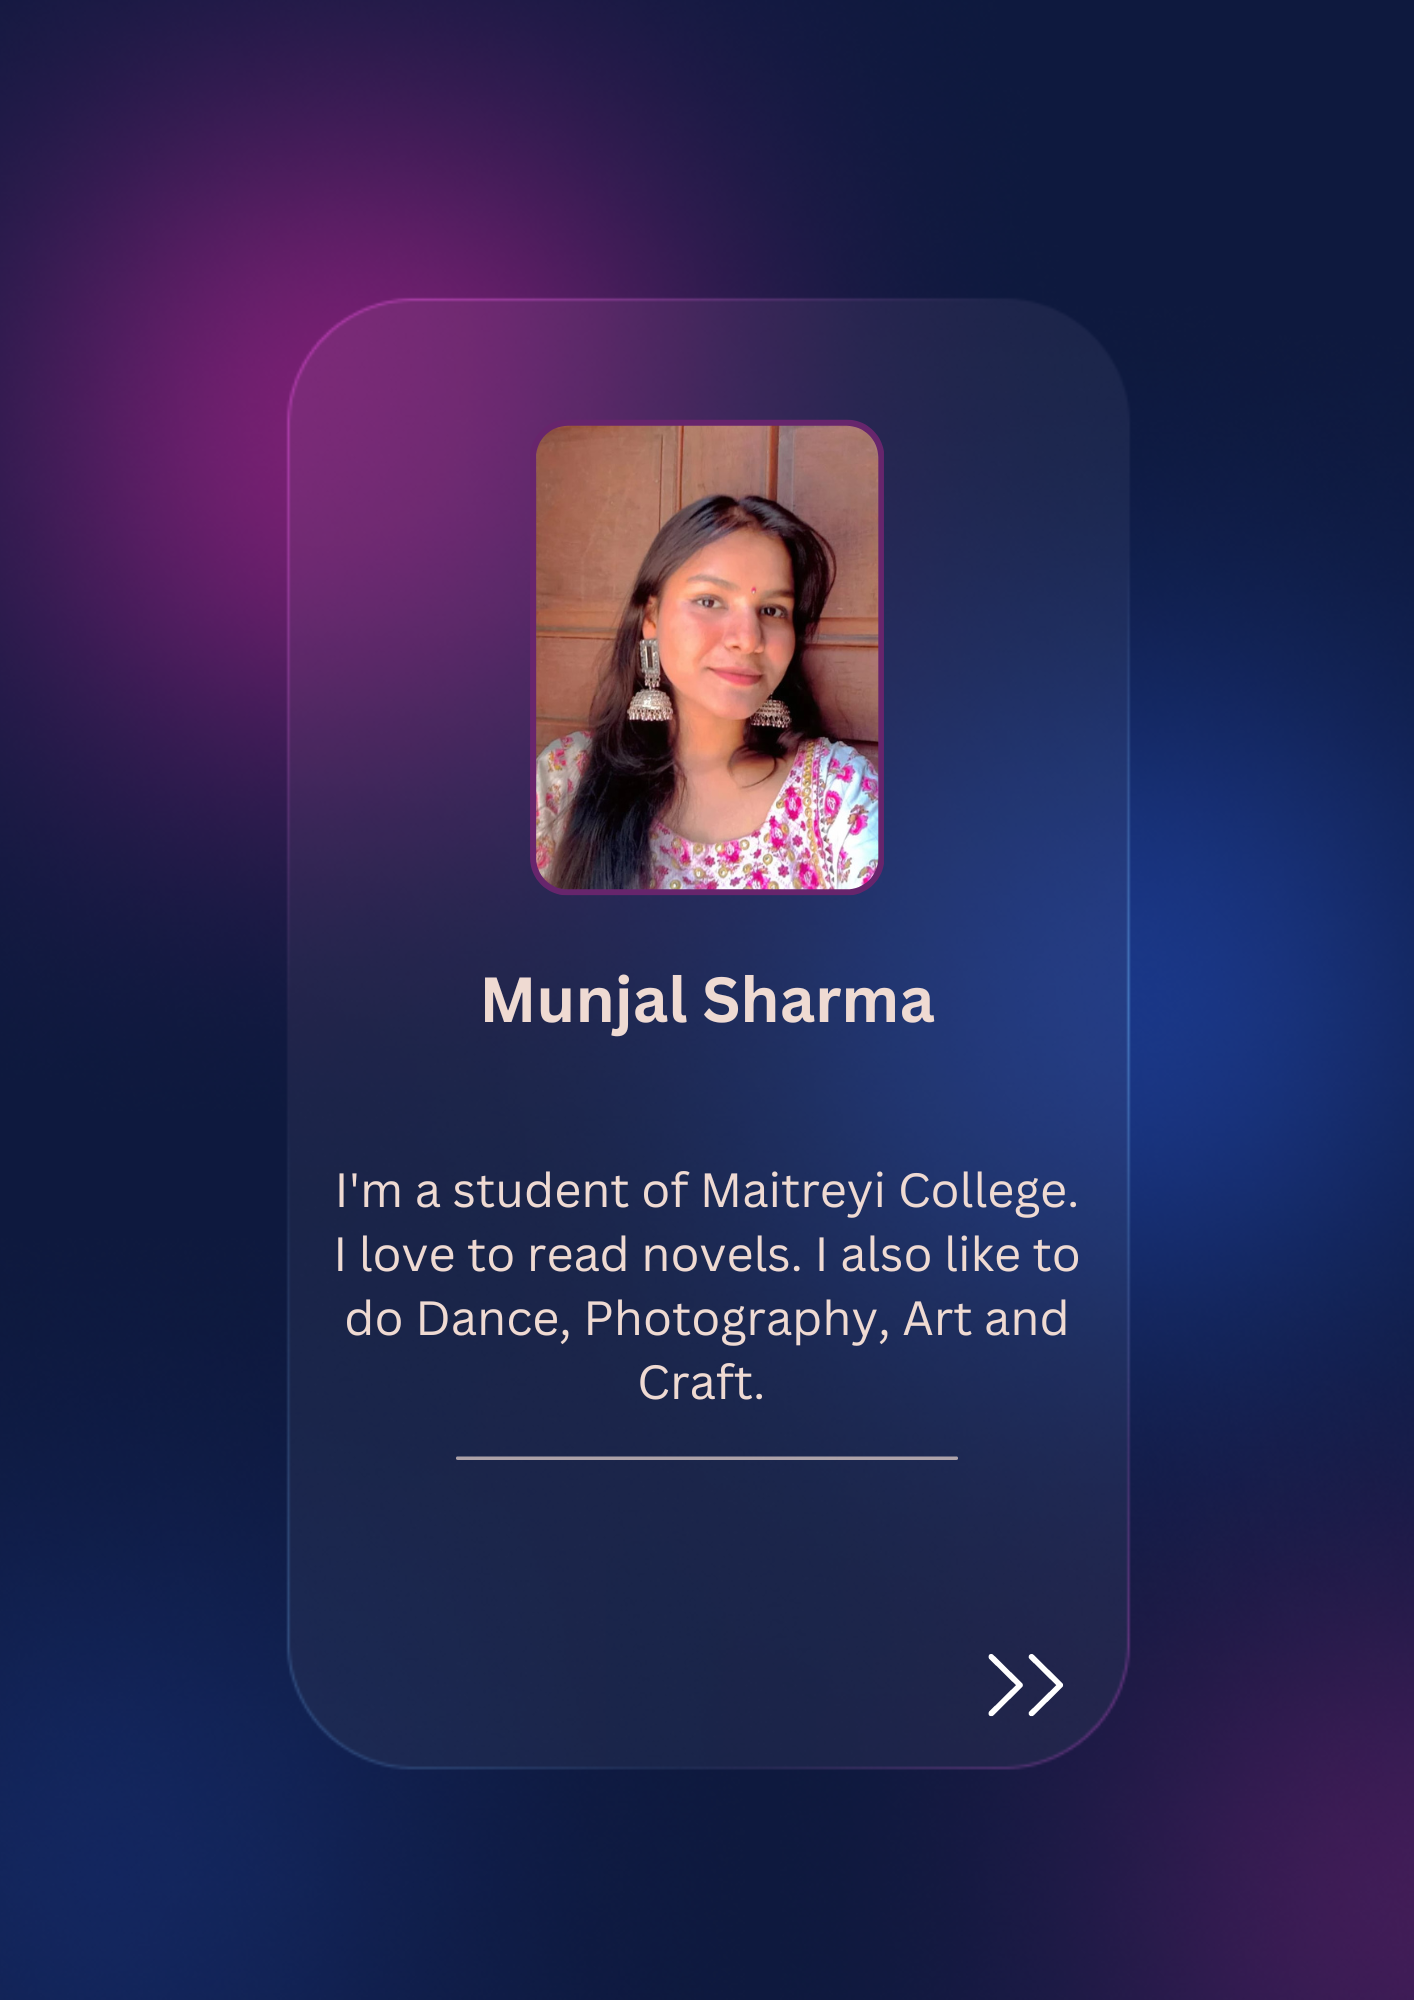 Munjal Sharma
I'm a student of Maitreyi College.
I love to read novels. I also like to
do Dance, Photography, Art and
Craft.